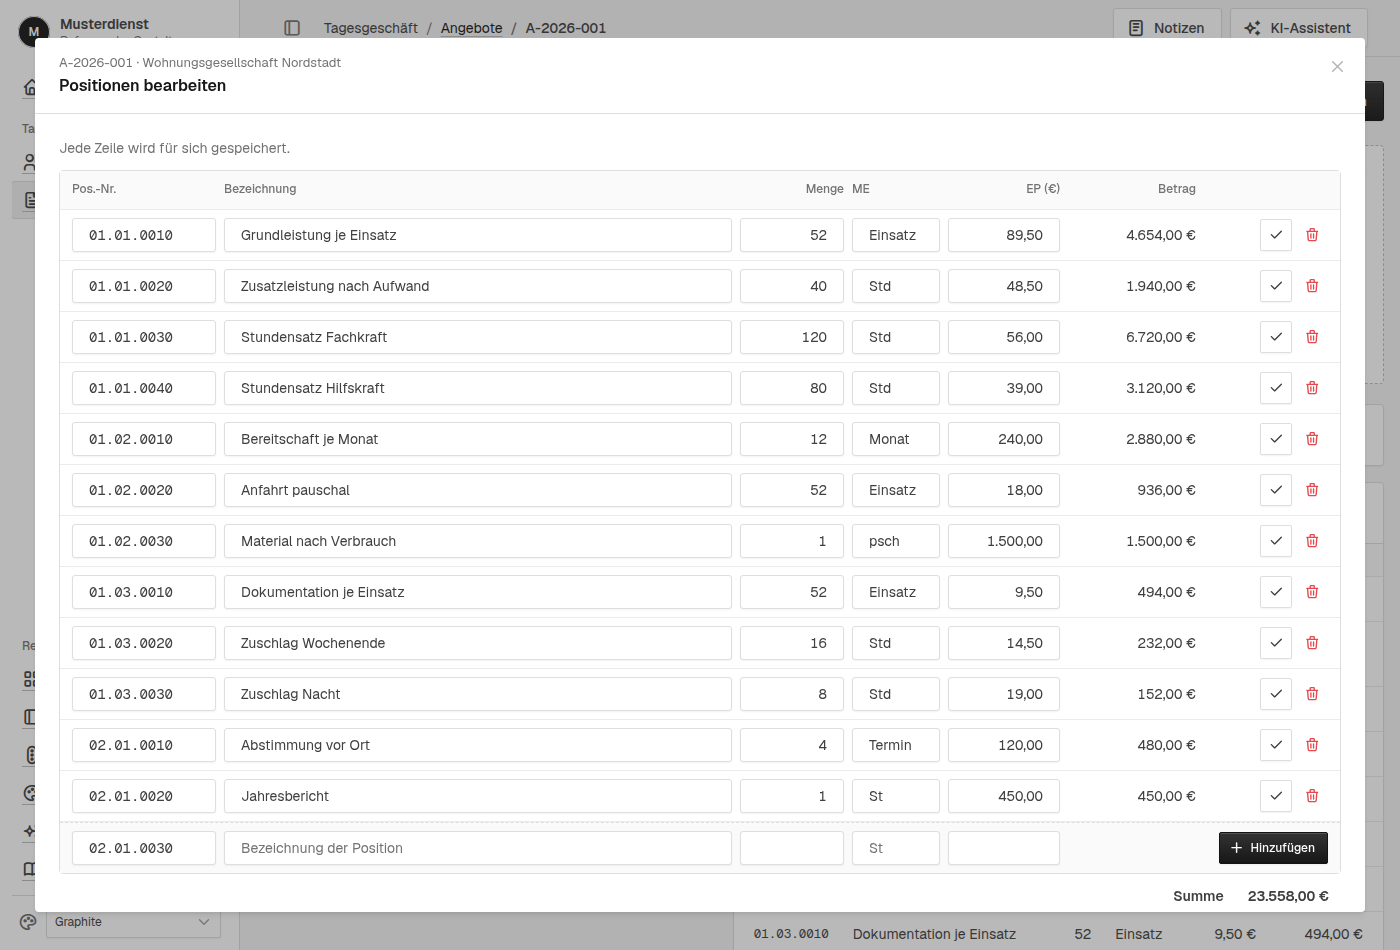 M Musterdienst
Tagesgeschäft / Angebote / A-2026-001
Notizen
KI-Assistent
A-2026-001 · Wohnungsgesellschaft Nordstadt
Positionen bearbeiten
Jede Zeile wird für sich gespeichert.
Pos.-Nr. Bezeichnung Menge ME EP (€) Betrag
01.01.0010 Grundleistung je Einsatz 52 Einsatz 89,50 4.654,00 €
01.01.0020 Zusatzleistung nach Aufwand 40 Std 48,50 1.940,00 €
01.01.0030 Stundensatz Fachkraft 120 Std 56,00 6.720,00 €
01.01.0040 Stundensatz Hilfskraft 80 Std 39,00 3.120,00 €
01.02.0010 Bereitschaft je Monat 12 Monat 240,00 2.880,00 €
01.02.0020 Anfahrt pauschal 52 Einsatz 18,00 936,00 €
01.02.0030 Material nach Verbrauch 1 psch 1.500,00 1.500,00 €
01.03.0010 Dokumentation je Einsatz 52 Einsatz 9,50 494,00 €
01.03.0020 Zuschlag Wochenende 16 Std 14,50 232,00 €
01.03.0030 Zuschlag Nacht 8 Std 19,00 152,00 €
02.01.0010 Abstimmung vor Ort 4 Termin 120,00 480,00 €
02.01.0020 Jahresbericht 1 St 450,00 450,00 €
02.01.0030 Bezeichnung der Position St Hinzufügen
Summe 23.558,00 €
Graphite
01.03.0010 Dokumentation je Einsatz 52 Einsatz 9,50 € 494,00 €